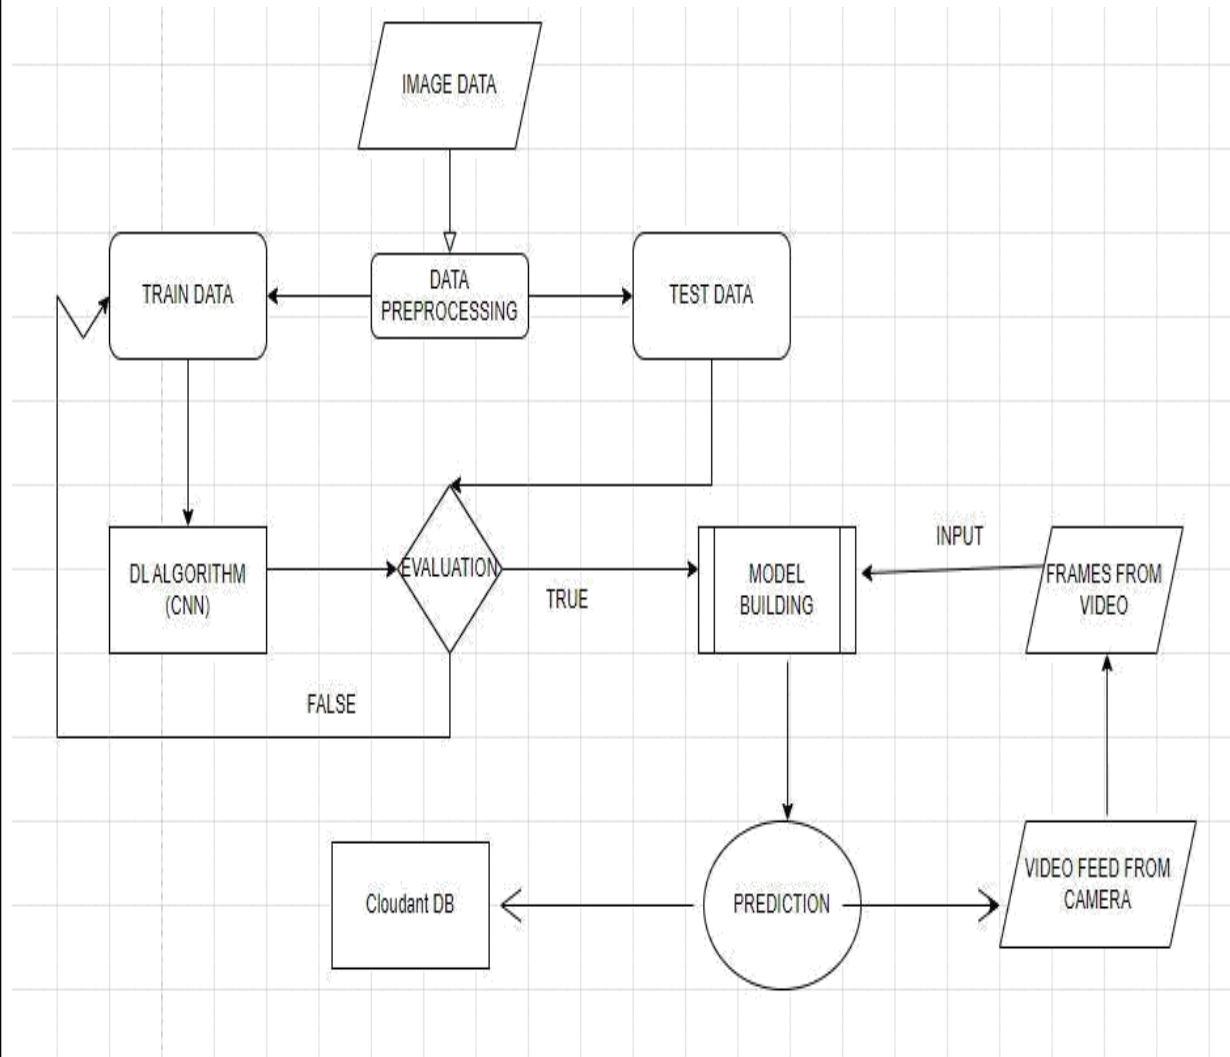 IMAGE DATA
TRAIN DATA
DATA
PREPROCESSING
TEST DATA
DL ALGORITHM
(CNN)
EVALUATION
TRUE
MODEL
BUILDING
INPUT
FRAMES FROM
VIDEO
FALSE
Cloudant DB
PREDICTION
VIDEO FEED FROM
CAMERA